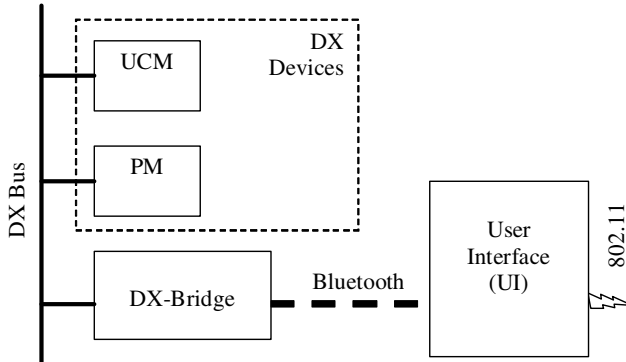 DX
Devices
UCM
PM
DX Bus
DX-Bridge
Bluetooth
User
Interface
(UI)
802.11